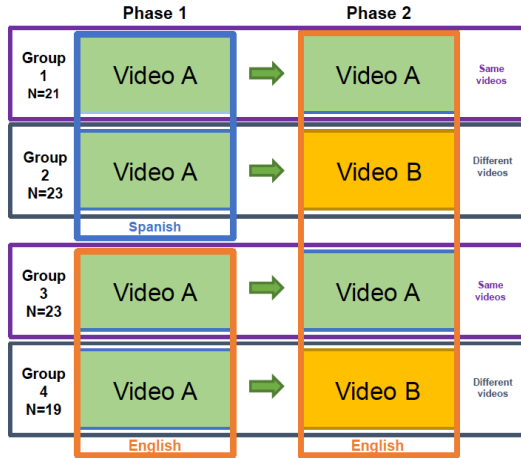 Phase 1 Phase 2
Group
1
N=21
Video A
Video A
Same
videos
Group
2
N=23
Video A
Video B
Different
videos
Spanish
Group
3
N=23
Video A
Video A
Same
videos
Group
4
N=19
Video A
Video B
Different
videos
English
English